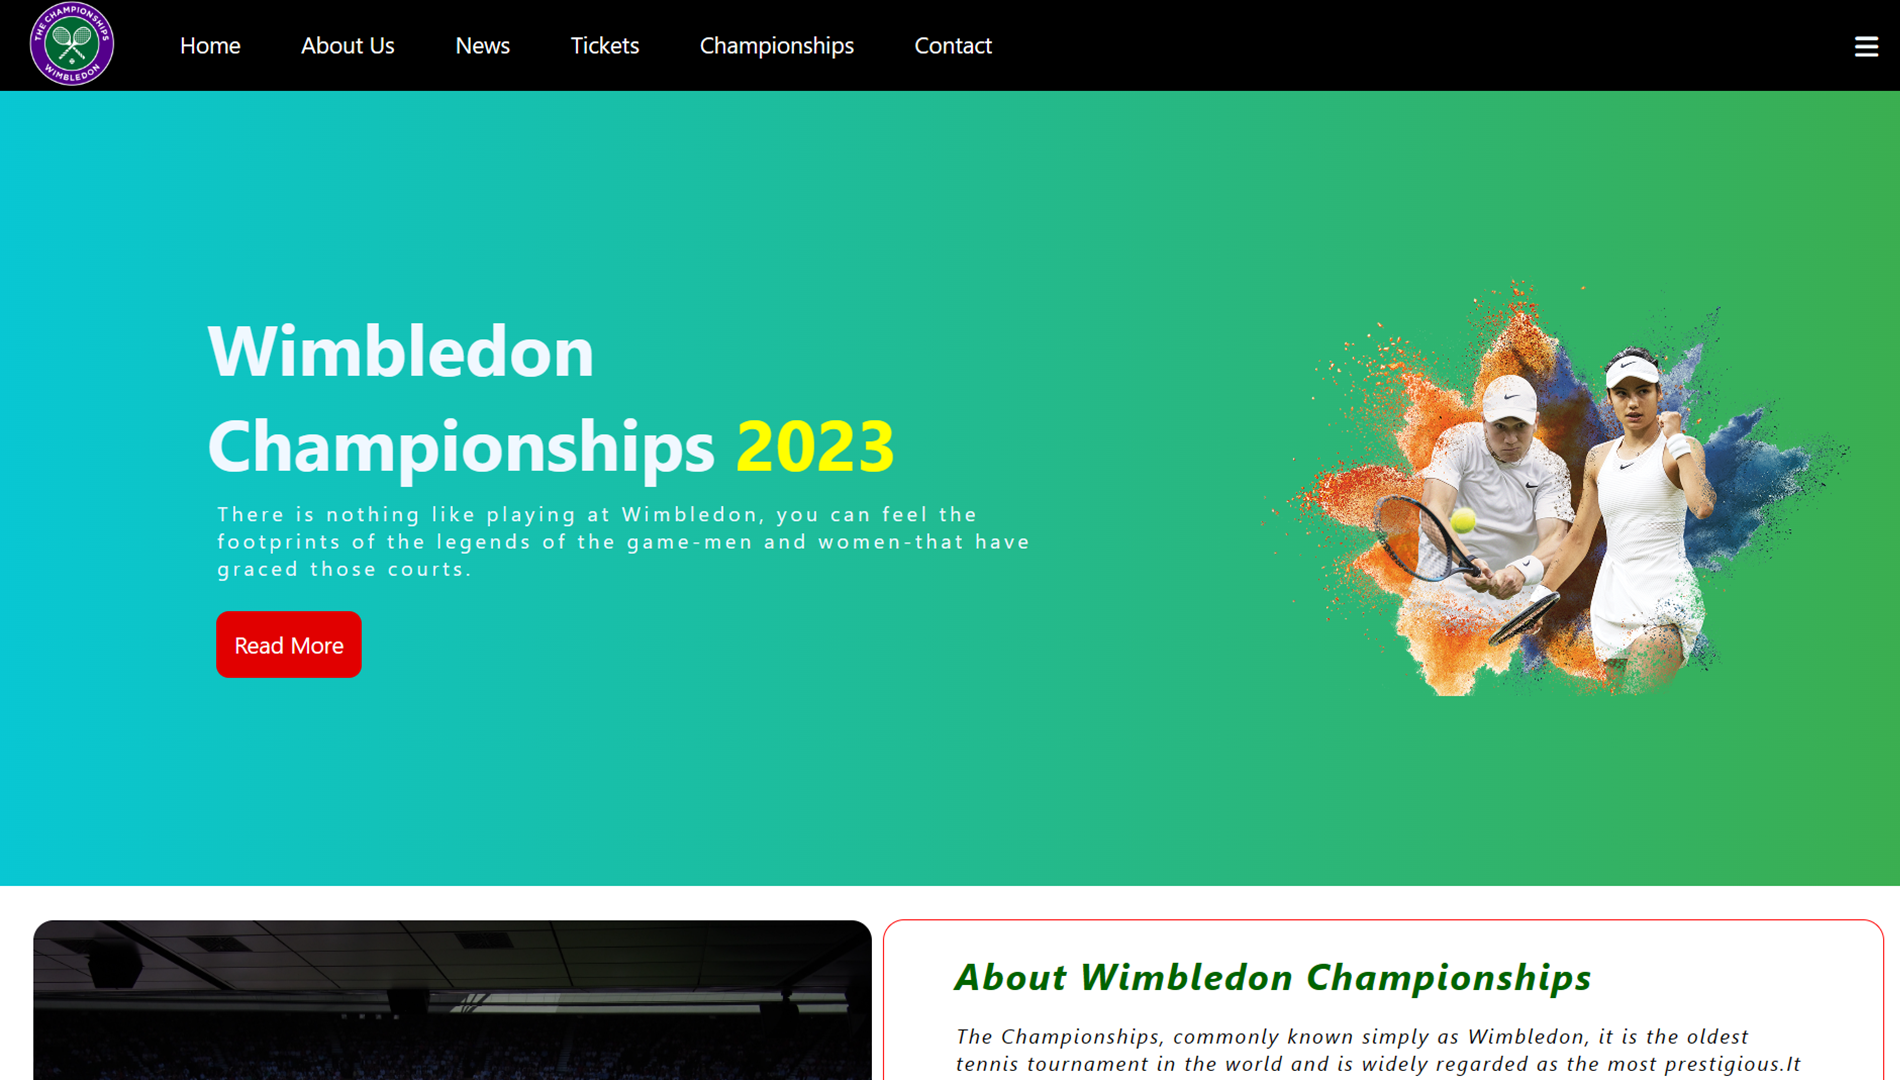 THE CHAMPIONSHIPS
WIMBLEDON
Home About Us News Tickets Championships Contact
Wimbledon
Championships 2023
There is nothing like playing at Wimbledon, you can feel the
footprints of the legends of the game-men and women-that have
graced those courts.
Read More
About Wimbledon Championships
The Championships, commonly known simply as Wimbledon, it is the oldest
tennis tournament in the world and is widely regarded as the most prestigious.It